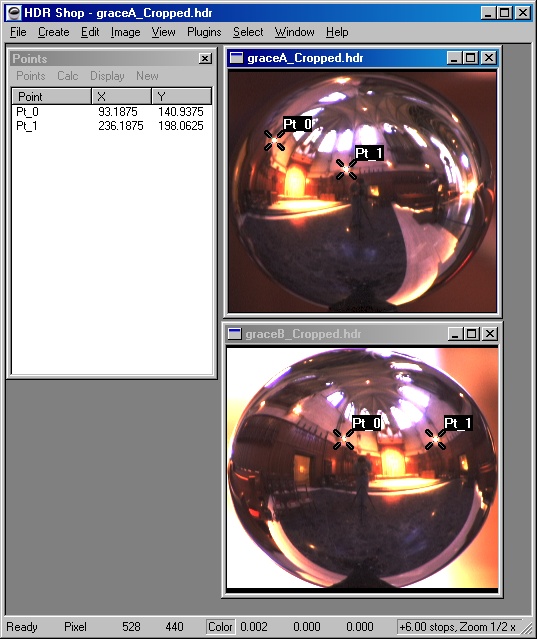 HDR Shop - graceA_Cropped.hdr
File Create Edit Image View Plugins Select Window Help
Points
Points Calc Display New
Point X Y
Pt_0 93.1875 140.9375
Pt_1 236.1875 198.0625
graceA_Cropped.hdr
Pt_0
Pt_1
graceB_Cropped.hdr
Pt_0 Pt_1
Ready Pixel 528 440 Color 0.002 0.000 0.000 +6.00 stops, Zoom 1/2 x